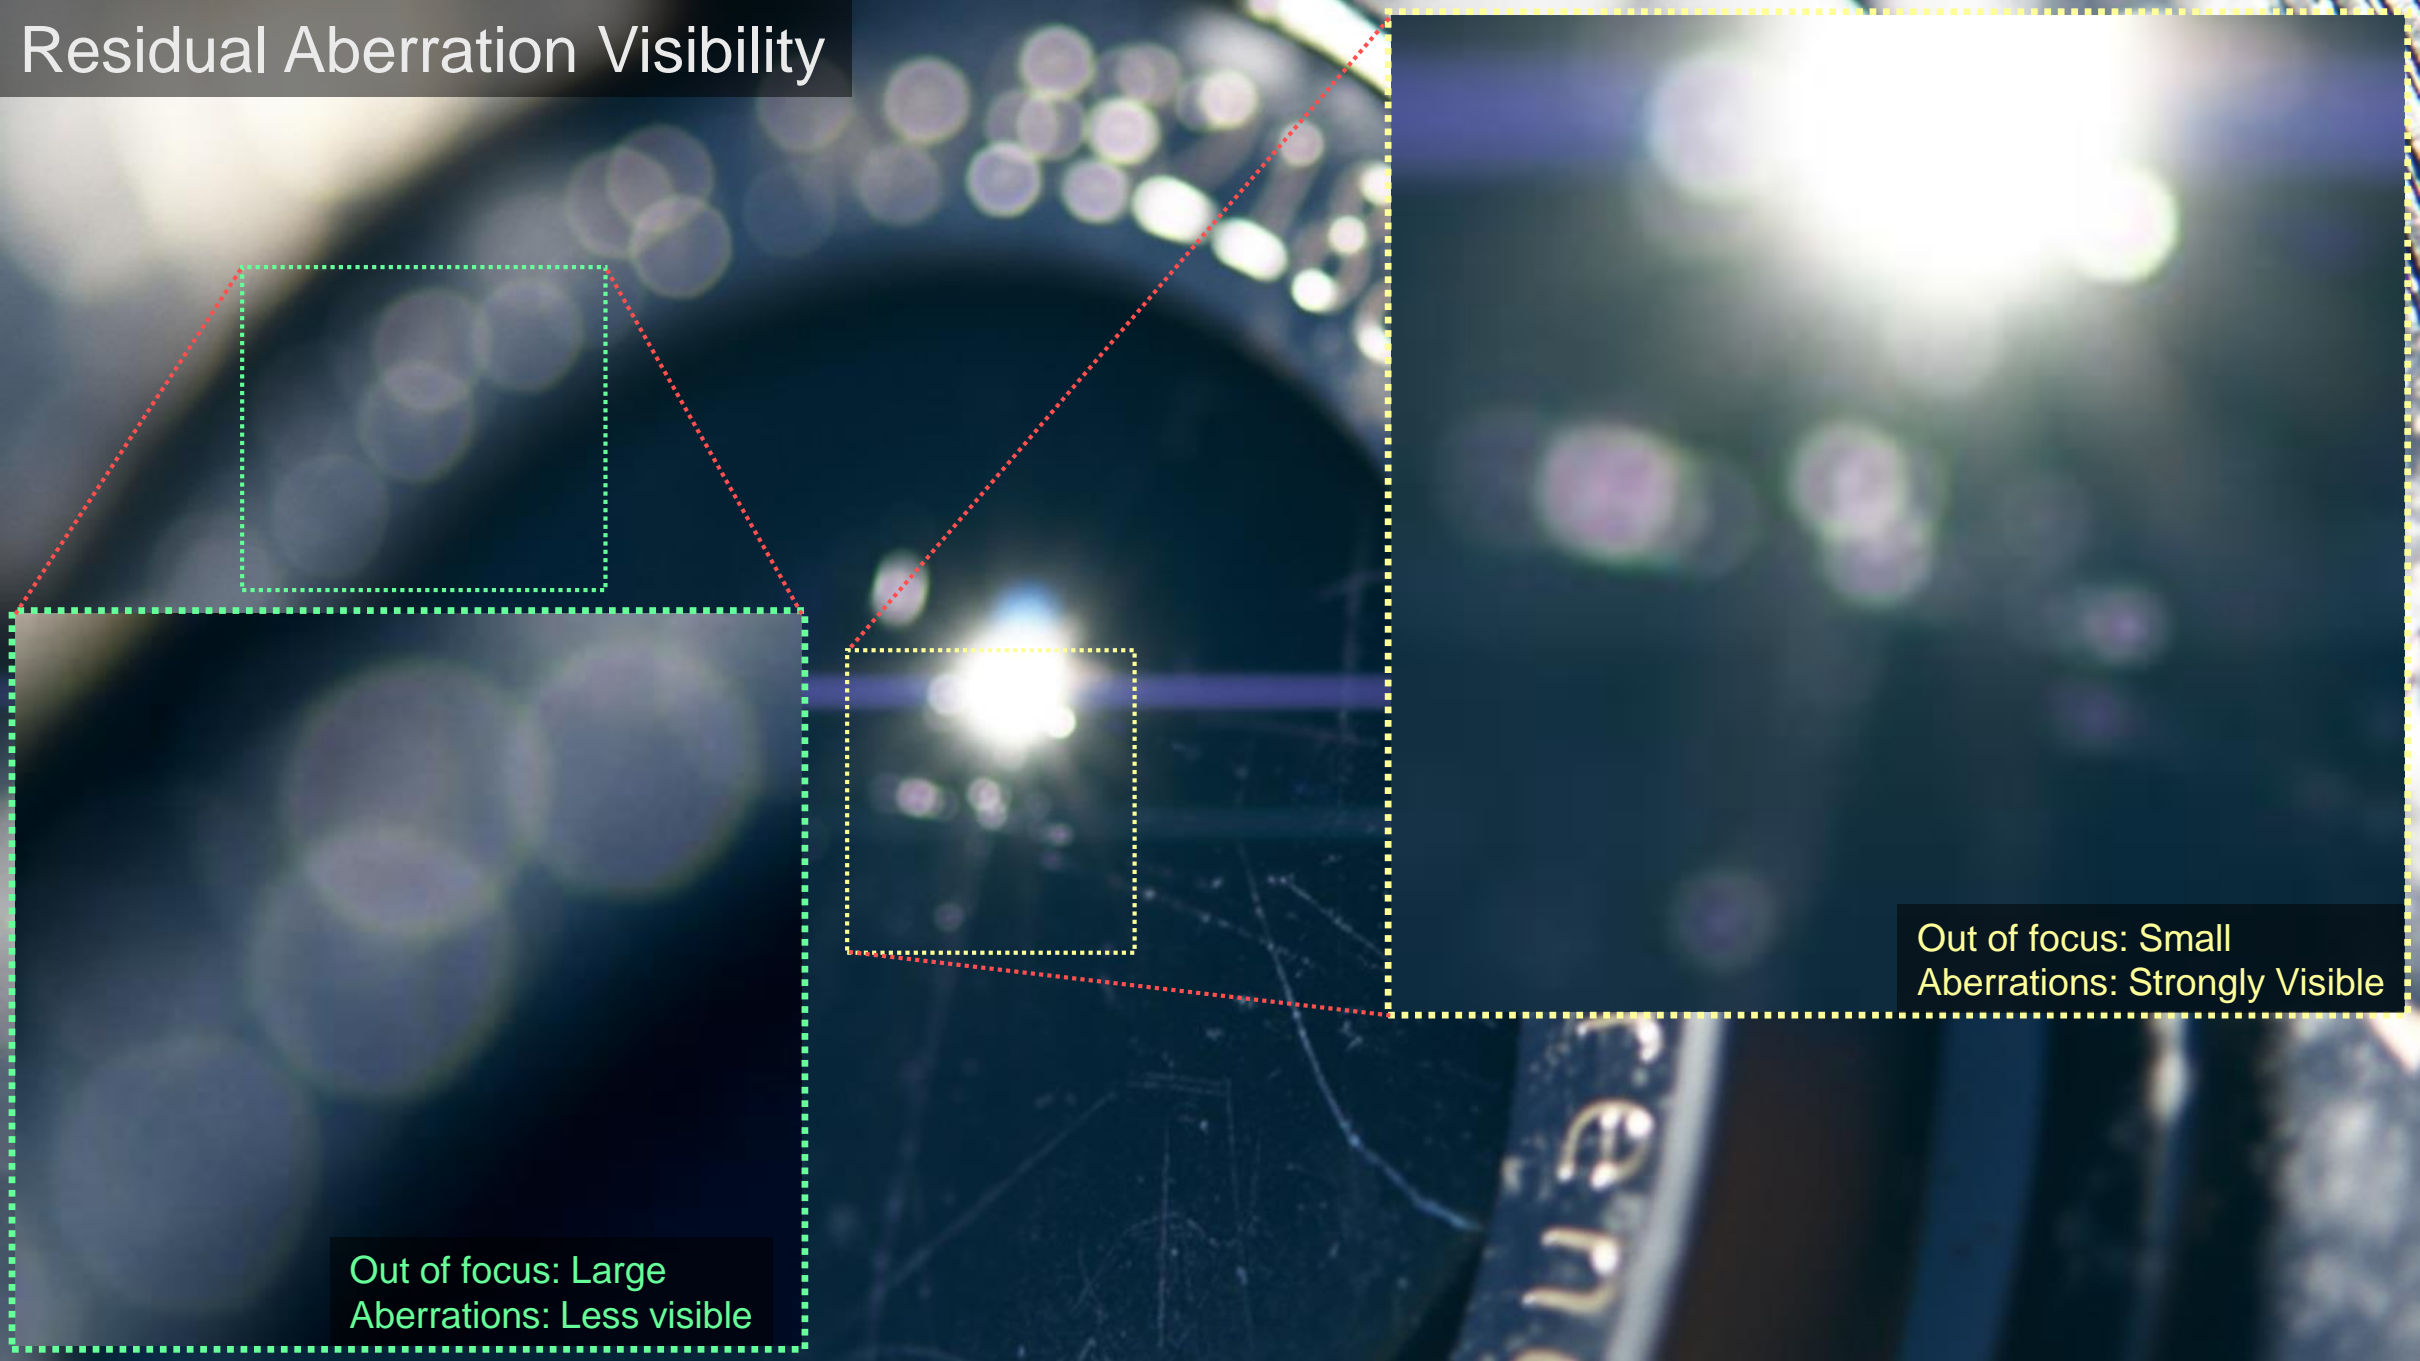 Residual Aberration Visibility
Out of focus: Small
Aberrations: Strongly Visible
Out of focus: Large
Aberrations: Less visible